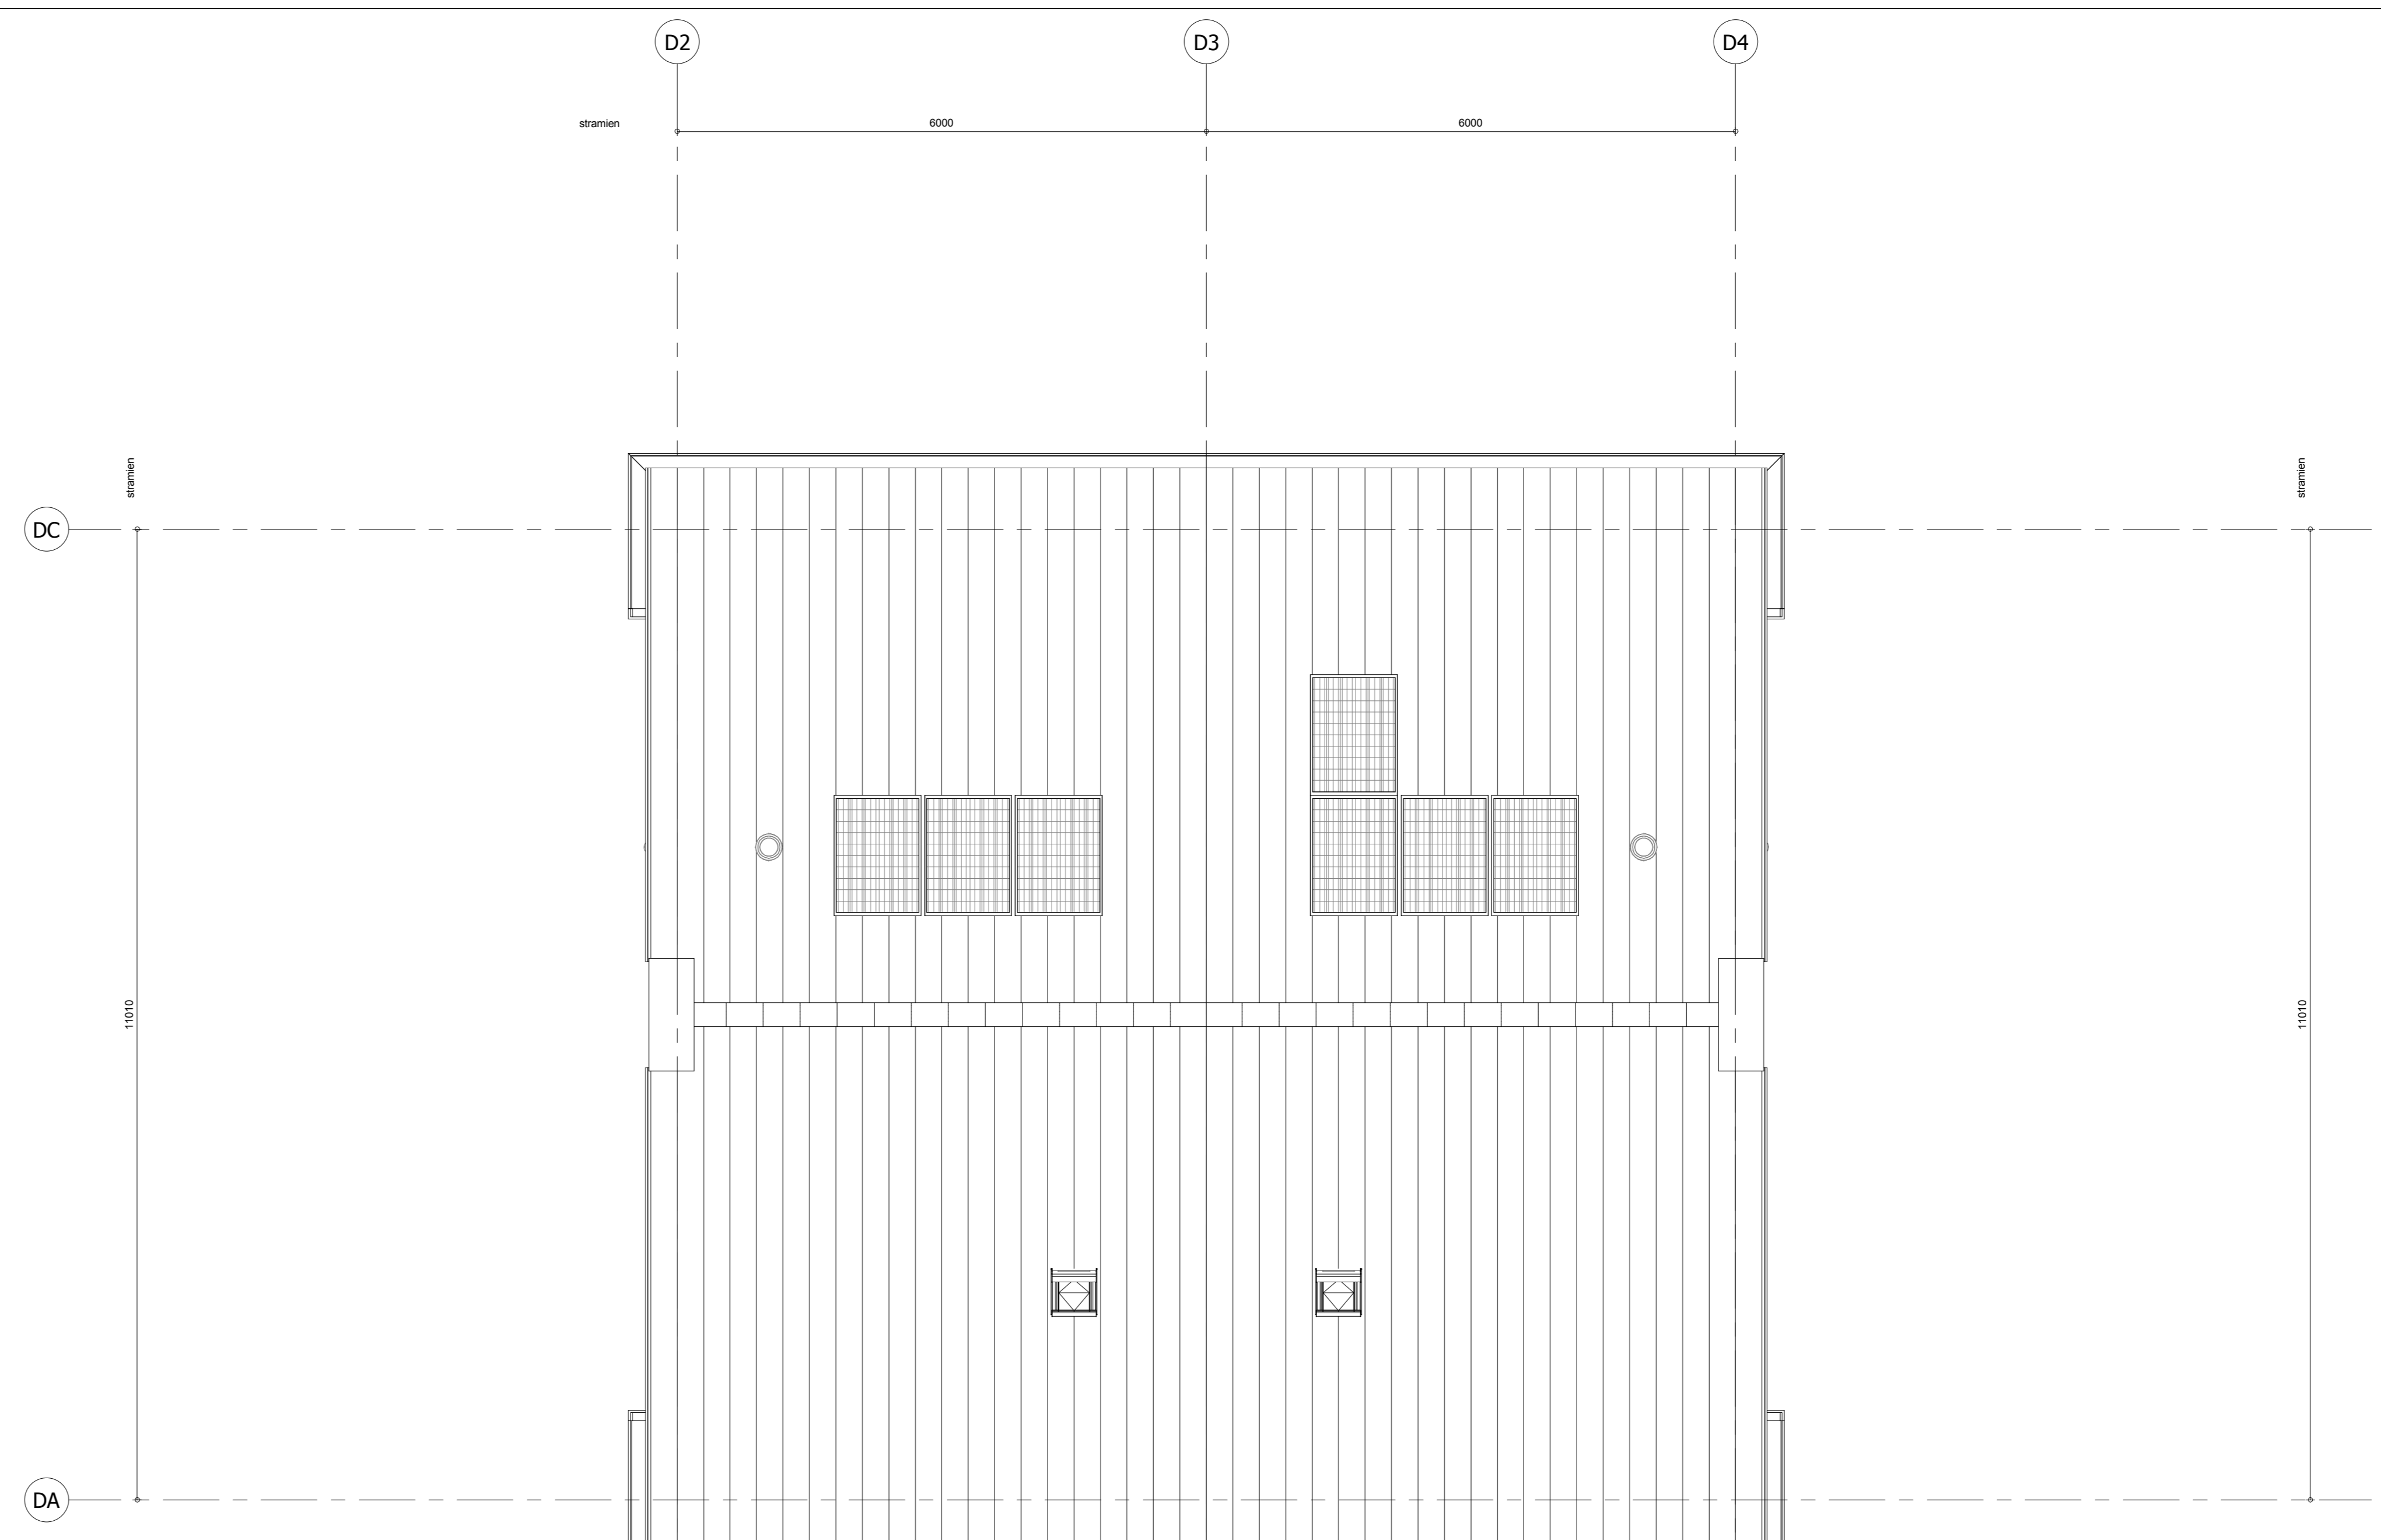 D2 D3 D4
stramien 6000 6000
stramien stramien
DC
11010 11010
DA